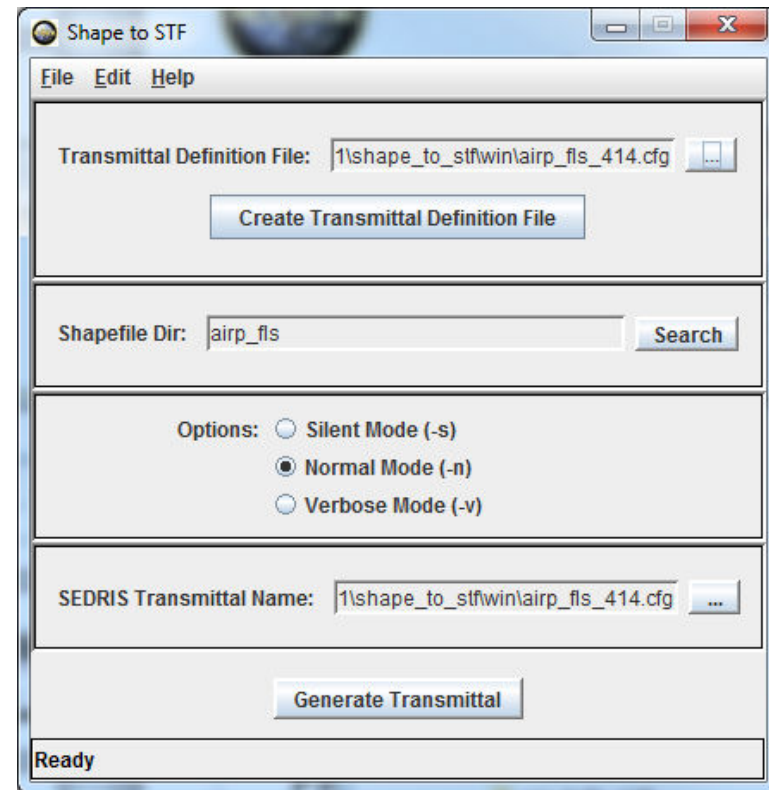 Shape to STF
File Edit Help
Transmittal Definition File: 1\shape_to_stf\win\airp_fls_414.cfg ...
Create Transmittal Definition File
Shapefile Dir: airp_fls Search
Options: Silent Mode (-s)
Normal Mode (-n)
Verbose Mode (-v)
SEDRIS Transmittal Name: 1\shape_to_stf\win\airp_fls_414.cfg ...
Generate Transmittal
Ready